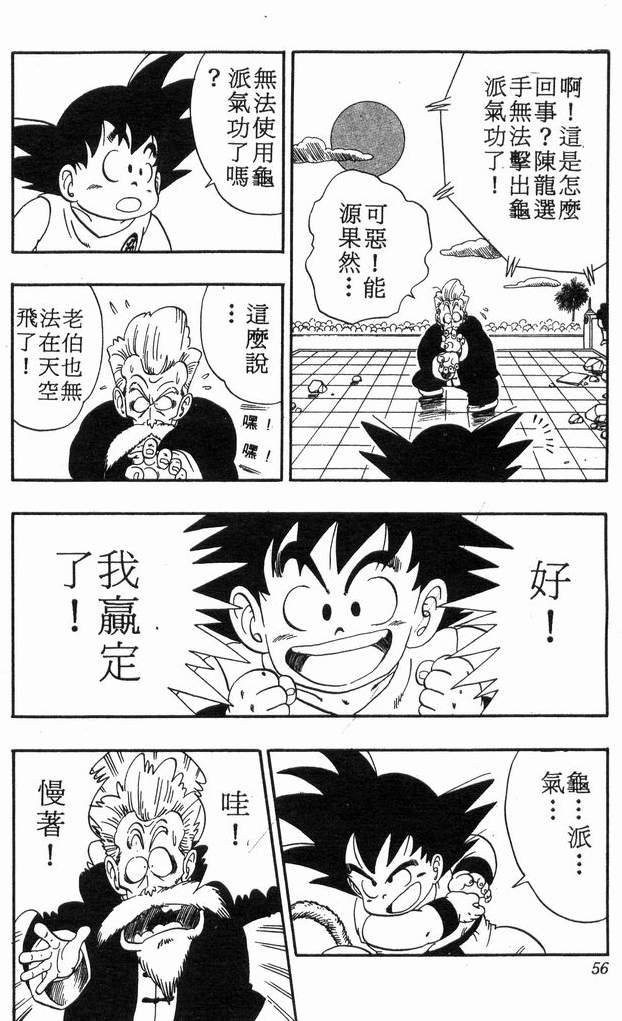 啊！這是怎麼
回事？陳龍選
手無法擊出龜
派氣功了！
可惡！能
源果然…
無法使用龜
派氣功了嗎
？
這麼說
…
嘿！
嘿！
老伯也無
法在天空
飛了！
好！
我贏定
了！
龜…派…
氣…
哇！
慢著！
56